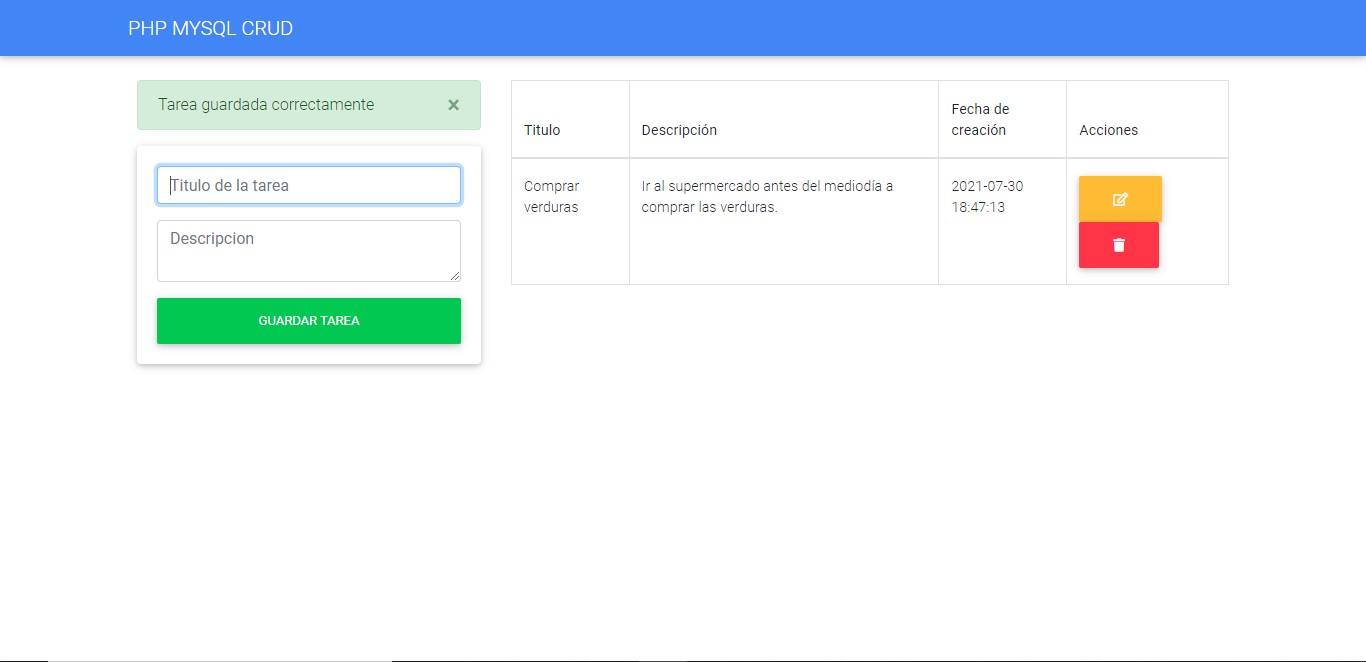 PHP MYSQL CRUD
Tarea guardada correctamente ×
Titulo de la tarea
Descripcion
GUARDAR TAREA
Titulo
Descripción
Fecha de
creación
Acciones
Comprar
verduras
Ir al supermercado antes del mediodía a
comprar las verduras.
2021-07-30
18:47:13